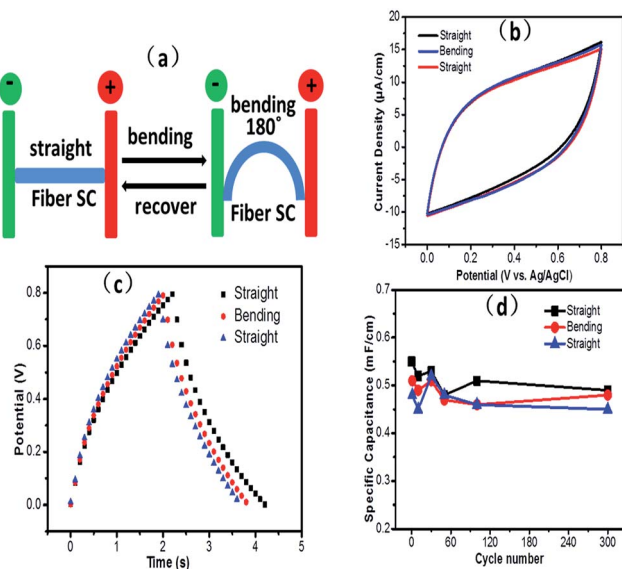 (a)
-
+
straight
Fiber SC
bending
recover
-
+
bending
180°
Fiber SC
(b)
Straight
Bending
Straight
Current Density (µA/cm)
20
15
10
5
0
-5
-10
-15
0.0 0.2 0.4 0.6 0.8
Potential (V vs. Ag/AgCl)
(c)
Straight
Bending
Straight
Potential (V)
0.8
0.6
0.4
0.2
0.0
0 1 2 3 4 5
Time (s)
(d)
Straight
Bending
Straight
Specific Capacitance (mF/cm)
0.7
0.6
0.5
0.4
0.3
0.2
0 60 120 180 240 300
Cycle number